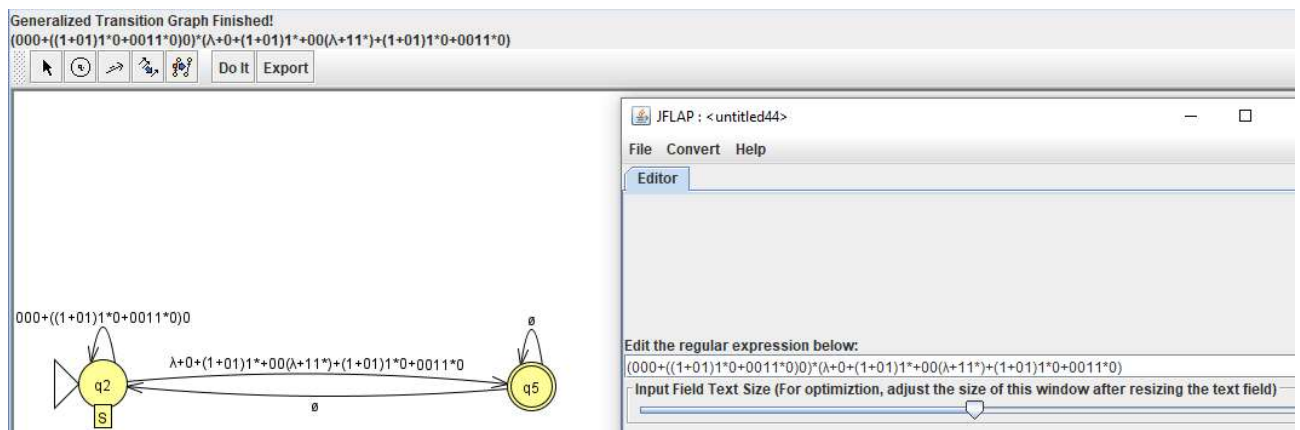 Generalized Transition Graph Finished!
(000+((1+01)1*0+0011*0)0)*(λ+0+(1+01)1*+00(λ+11*)+(1+01)1*0+0011*0)
Do It Export
JFLAP : <untitled44>
File Convert Help
Editor
000+((1+01)1*0+0011*0)0
ø
λ+0+(1+01)1*+00(λ+11*)+(1+01)1*0+0011*0
q2
q5
ø
S
Edit the regular expression below:
(000+((1+01)1*0+0011*0)0)*(λ+0+(1+01)1*+00(λ+11*)+(1+01)1*0+0011*0)
Input Field Text Size (For optimiztion, adjust the size of this window after resizing the text field)